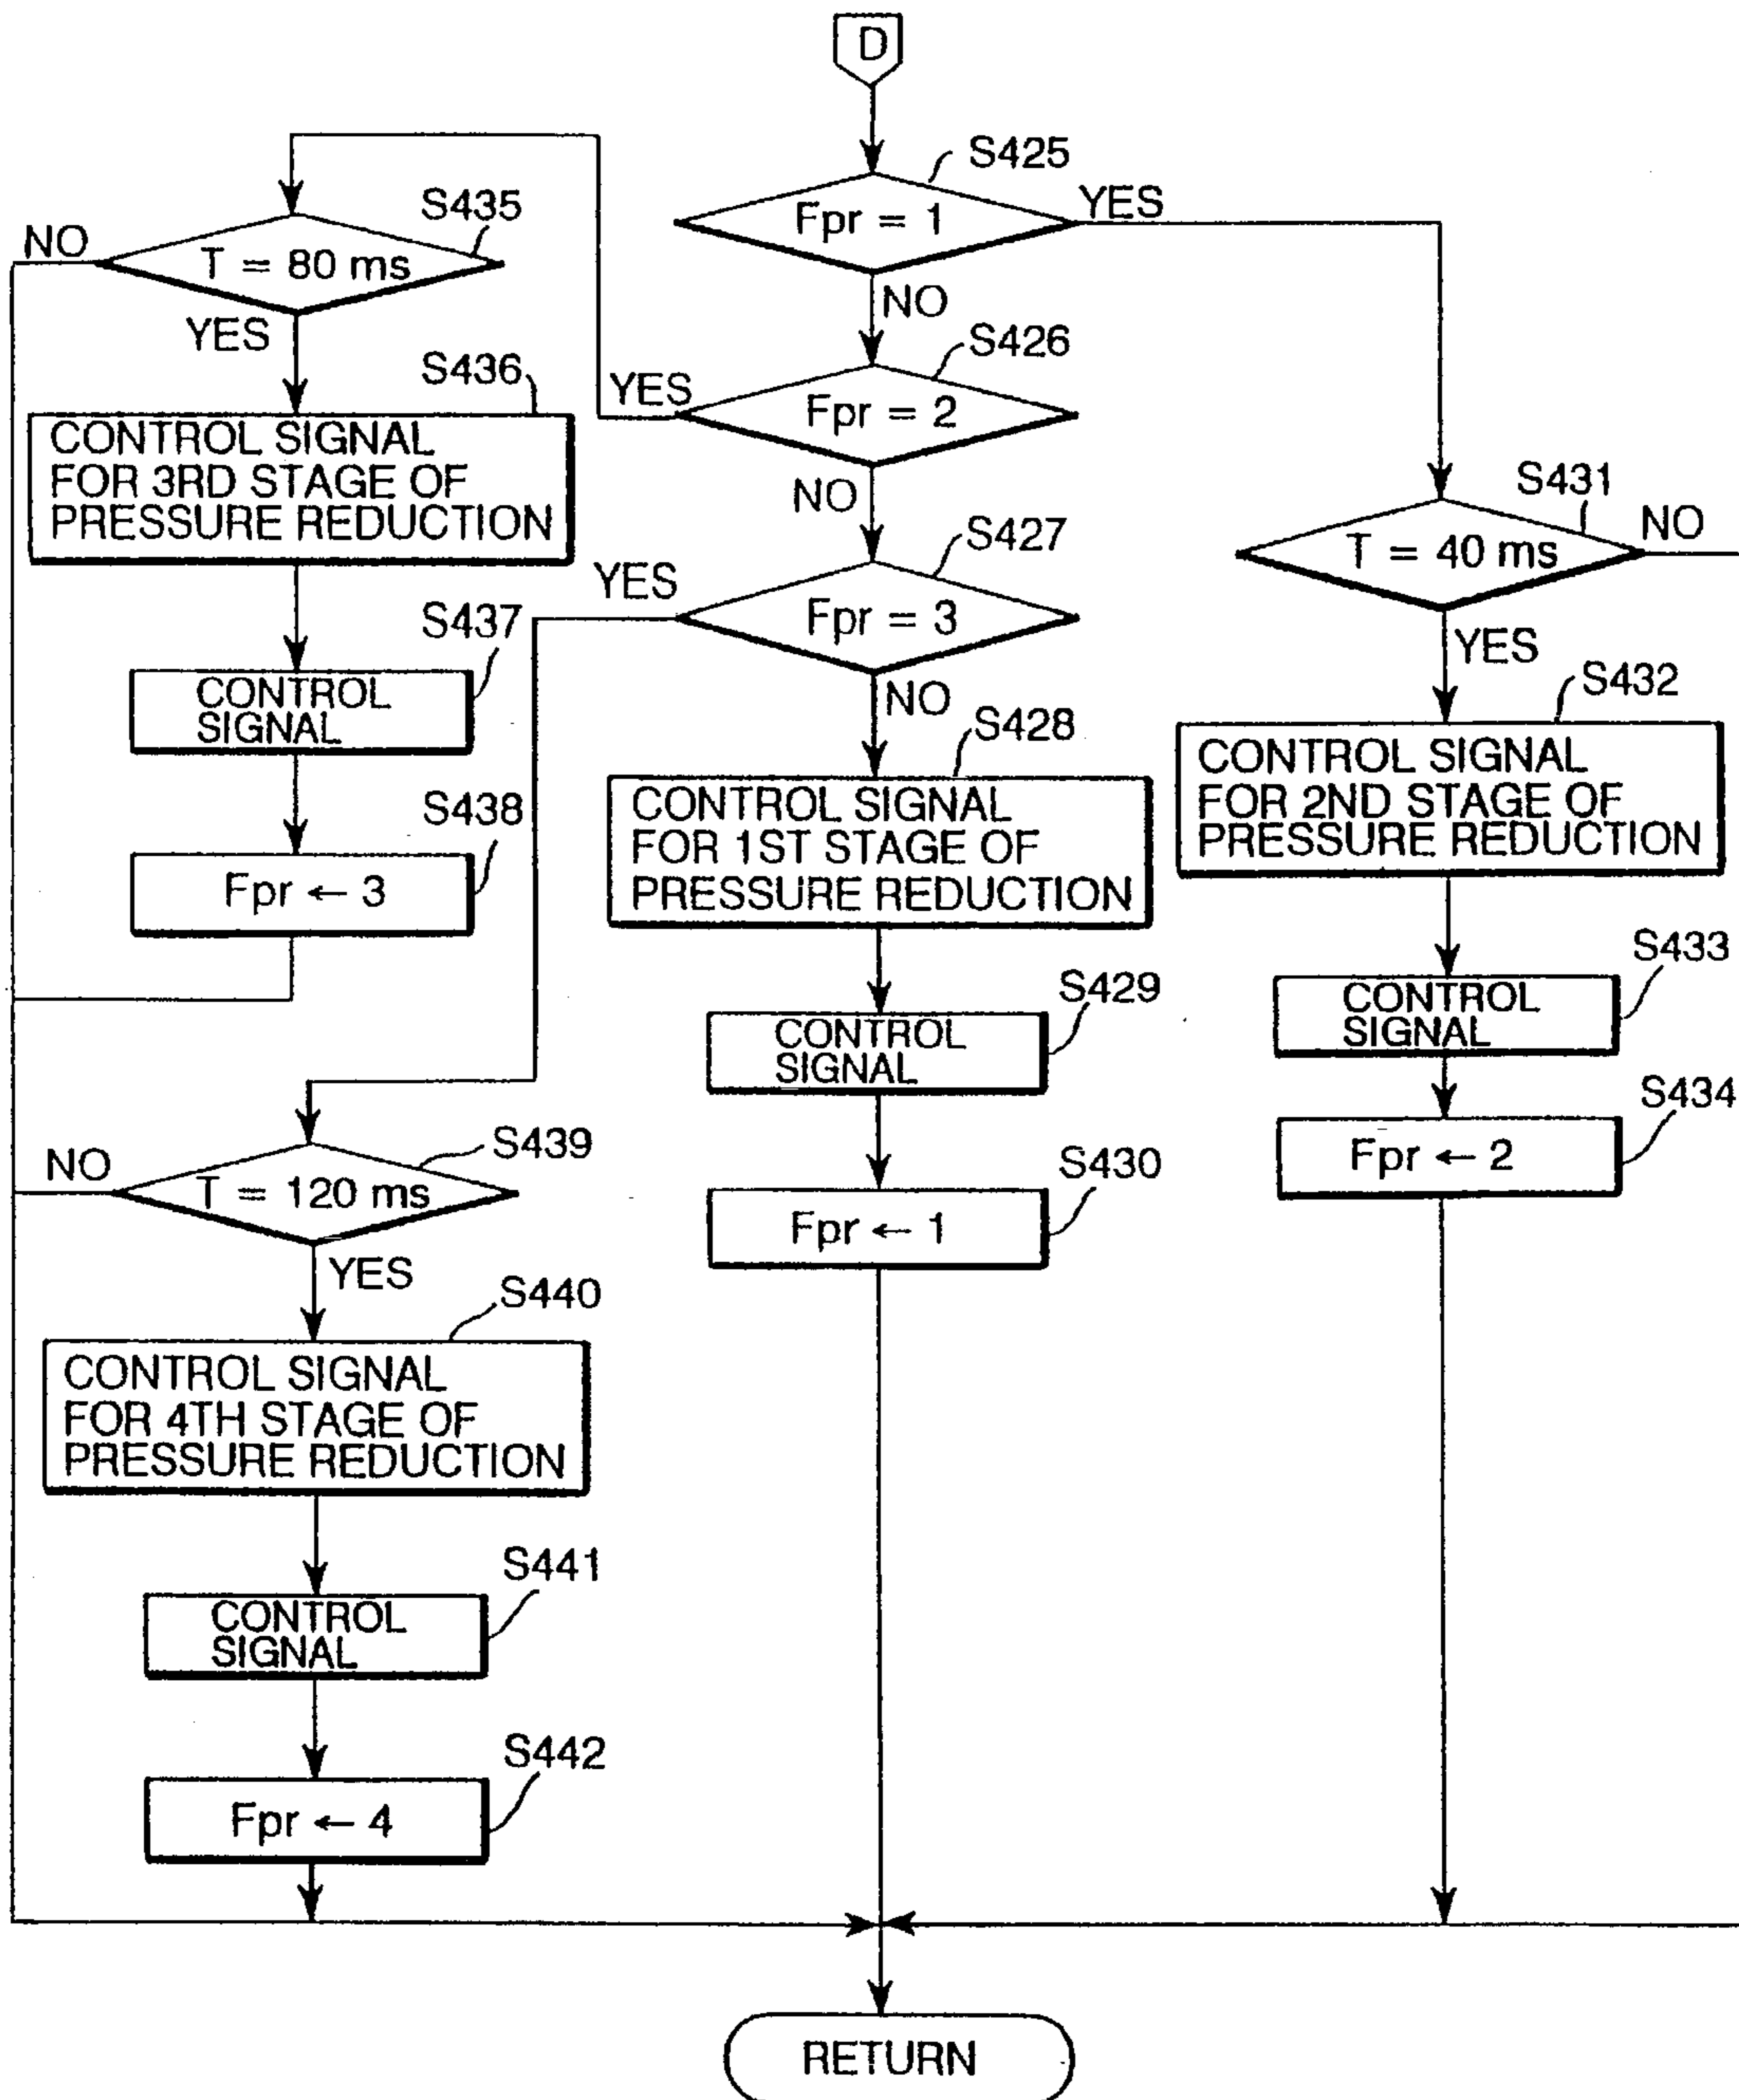 D
S425
Fpr = 1
YES
NO
S426
Fpr = 2
YES
NO
S427
Fpr = 3
YES
NO
S428
CONTROL SIGNAL
FOR 1ST STAGE OF
PRESSURE REDUCTION
S429
CONTROL
SIGNAL
S430
Fpr ← 1
S431
T = 40 ms
NO
YES
S432
CONTROL SIGNAL
FOR 2ND STAGE OF
PRESSURE REDUCTION
S433
CONTROL
SIGNAL
S434
Fpr ← 2
S435
NO
T = 80 ms
YES
S436
CONTROL SIGNAL
FOR 3RD STAGE OF
PRESSURE REDUCTION
S437
CONTROL
SIGNAL
S438
Fpr ← 3
S439
NO
T = 120 ms
YES
S440
CONTROL SIGNAL
FOR 4TH STAGE OF
PRESSURE REDUCTION
S441
CONTROL
SIGNAL
S442
Fpr ← 4
RETURN